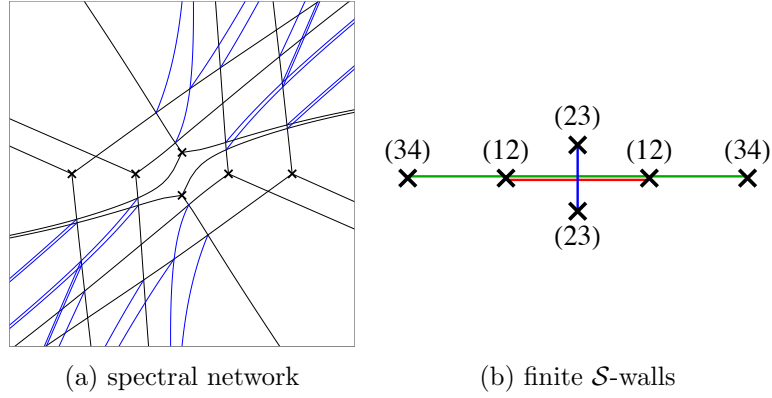 (23)
(34) (12) (12) (34)
(23)
(a) spectral network
(b) finite S-walls